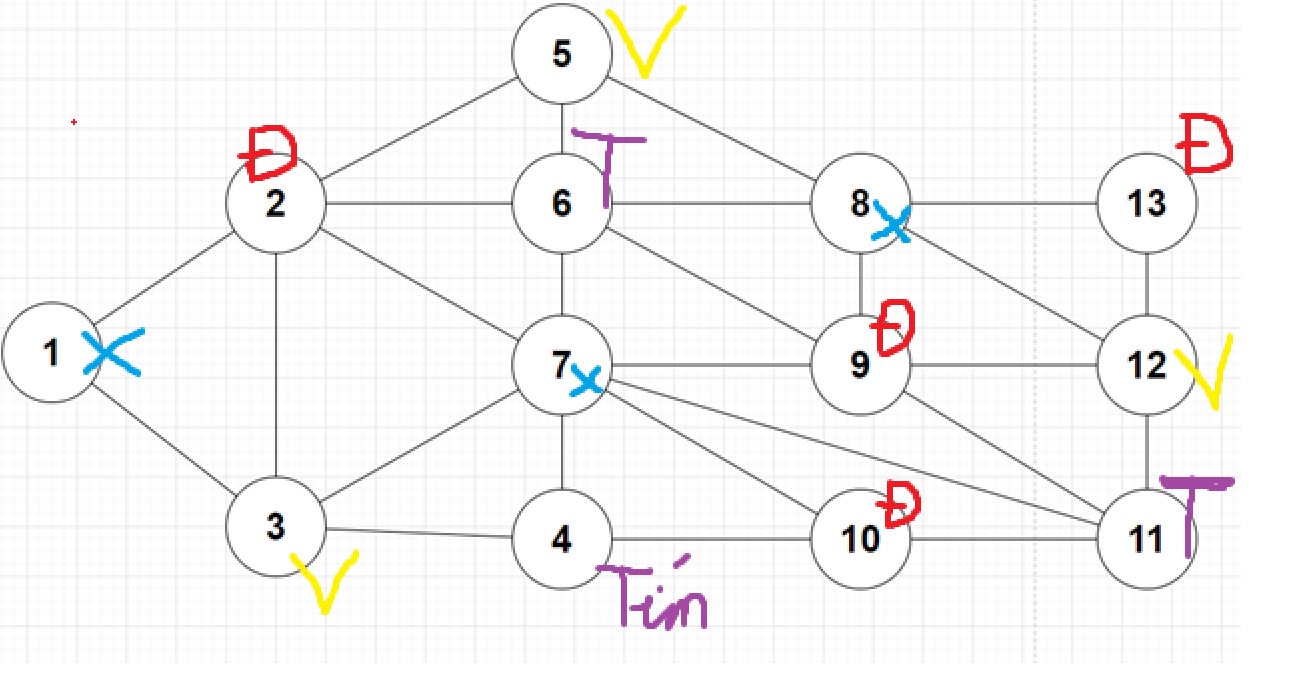 5 V
Đ T Đ
2 6 8 X 13
Đ
1 X 7 X 9 12 V
Đ T
3 4 10 11
V Tím